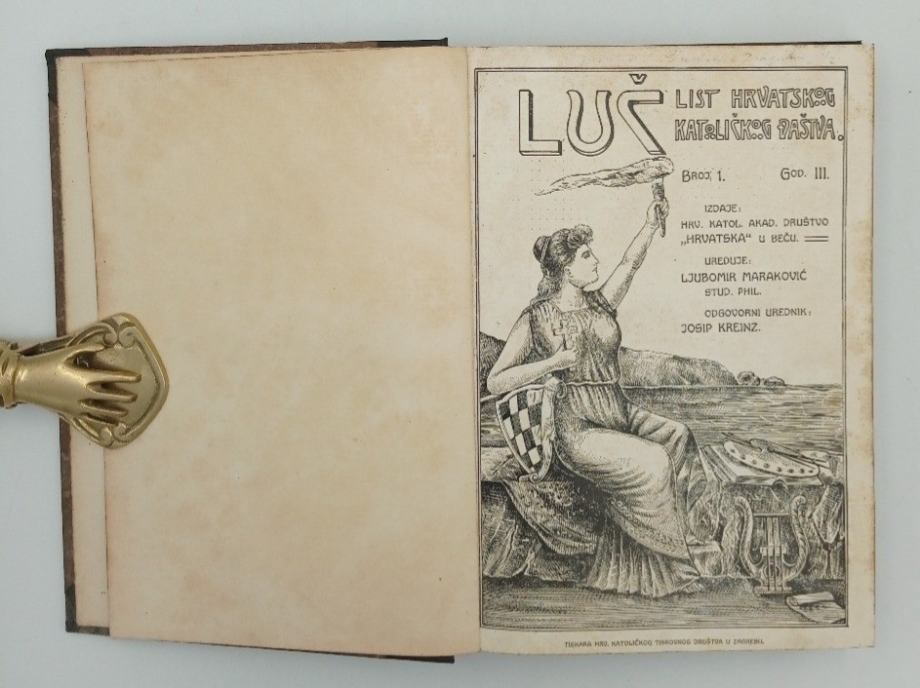 LUČ
LIST HRVATSKOG
KATOLIČKOG ĐAŠTVA.
BROJ 1. GOD. III.
IZDAJE:
HRV. KATOL. AKAD. DRUŠTVO
„HRVATSKA“ U BEČU.
UREĐUJE:
LJUBOMIR MARAKOVIĆ
STUD. PHIL.
ODGOVORNI UREDNIK:
JOSIP KREINZ.
TISKARA HRV. KATOLIČKOG TISKOVNOG DRUŠTVA U ZAGREBU.